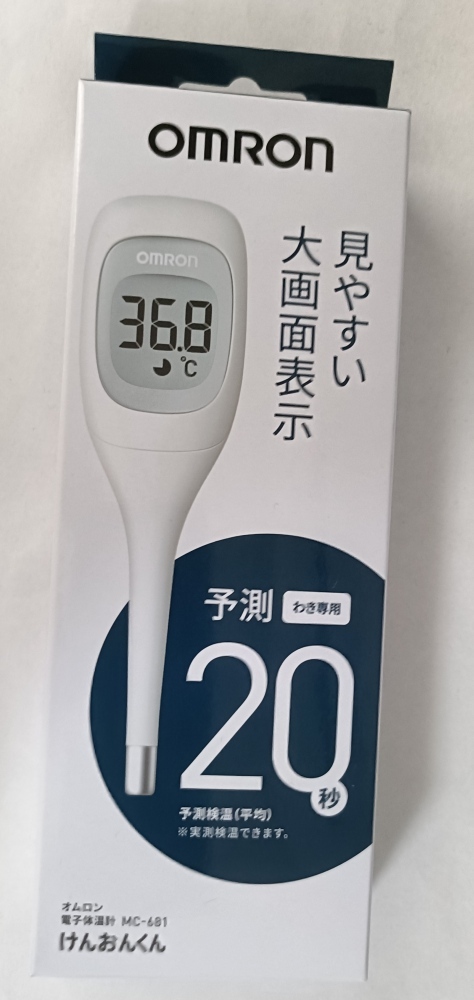 OMRON
見やすい
大画面表示
OMRON
36.8
℃
予測 わき専用
20秒
予測検温(平均)
※実測検温できます。
オムロン
電子体温計 MC-681
けんおんくん